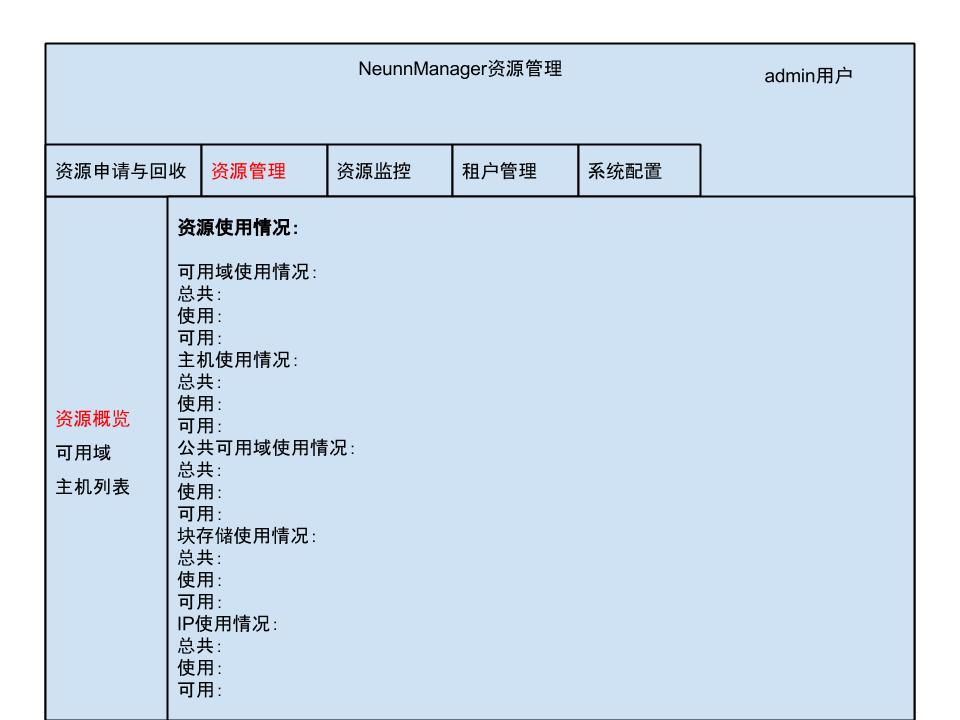 NeunnManager资源管理
admin用户
资源申请与回收
资源管理
资源监控
租户管理
系统配置
资源概览
可用域
主机列表
资源使用情况：
可用域使用情况：
总共：
使用：
可用：
主机使用情况：
总共：
使用：
可用：
公共可用域使用情况：
总共：
使用：
可用：
块存储使用情况：
总共：
使用：
可用：
IP使用情况：
总共：
使用：
可用：